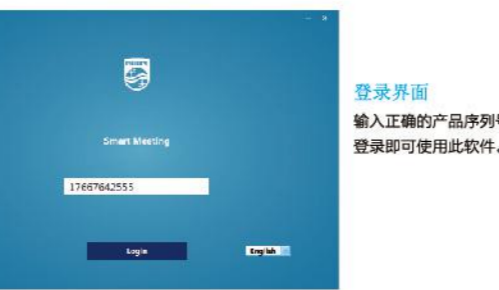 PHILIPS
Smart Meeting
17667642555
Login
English
登录界面
输入正确的产品序列号
登录即可使用此软件。